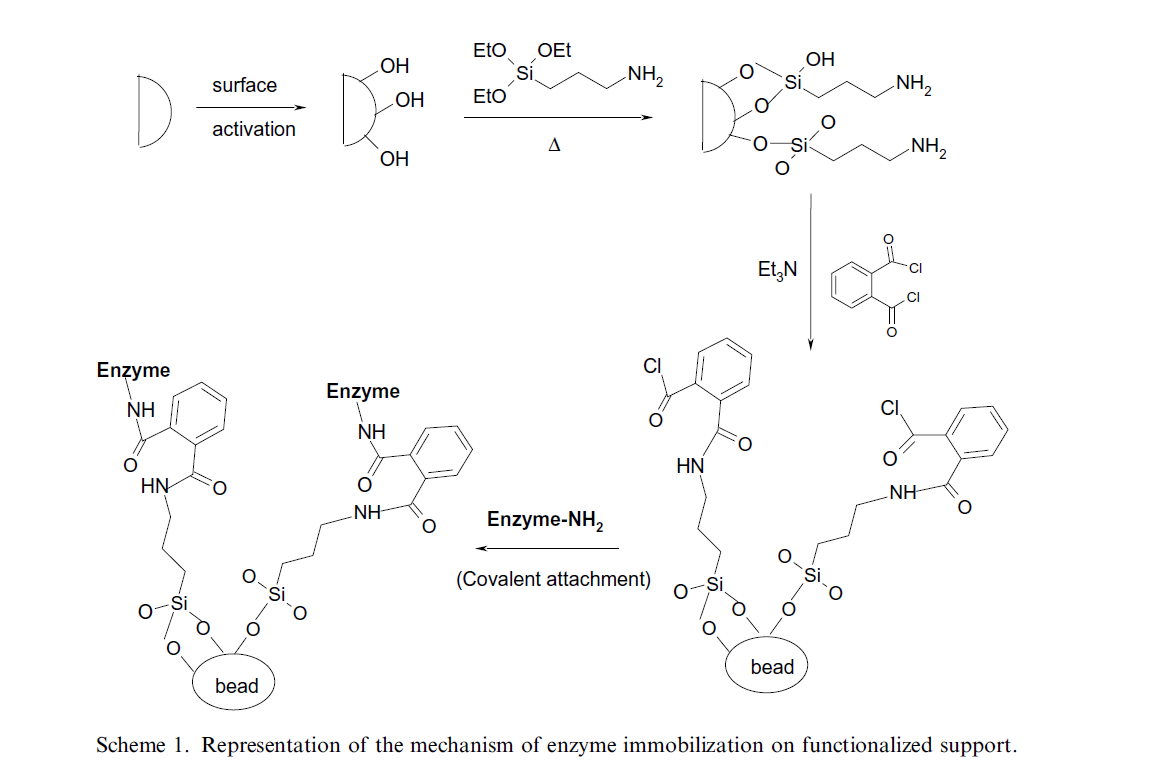 surface
activation
OH
OH
OH
EtO OEt
Si
EtO
NH2
Δ
O
Si
OH
NH2
O
O
O
Si
O
NH2
Et3N
O
Cl
Cl
O
Cl
O
O
HN
O
Si
O
O
bead
Cl
O
NH
O
O
Si
O
O
Enzyme-NH2
(Covalent attachment)
Enzyme
NH
O
HN
O
O
Si
O
O
bead
Enzyme
NH
O
NH
O
O
Si
O
O
Scheme 1. Representation of the mechanism of enzyme immobilization on functionalized support.